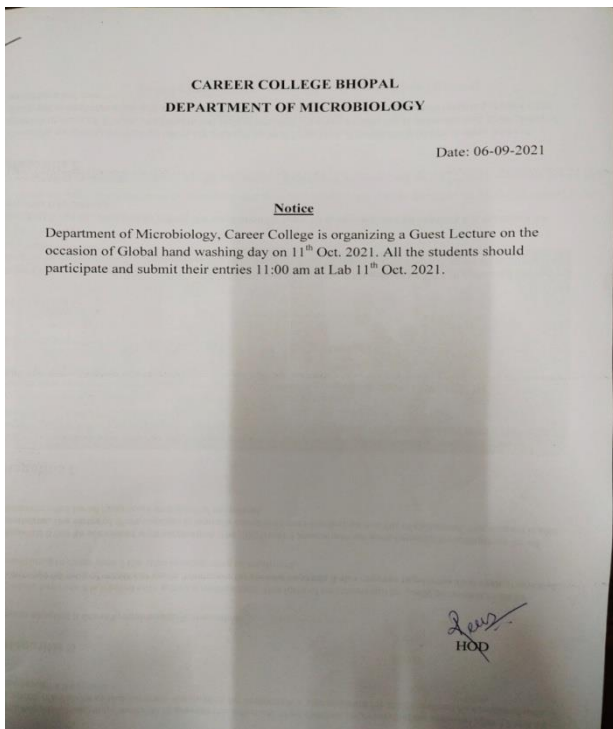 CAREER COLLEGE BHOPAL
DEPARTMENT OF MICROBIOLOGY
Date: 06-09-2021
Notice
Department of Microbiology, Career College is organizing a Guest Lecture on the
occasion of Global hand washing day on 11th Oct. 2021. All the students should
participate and submit their entries 11:00 am at Lab 11th Oct. 2021.
HOD